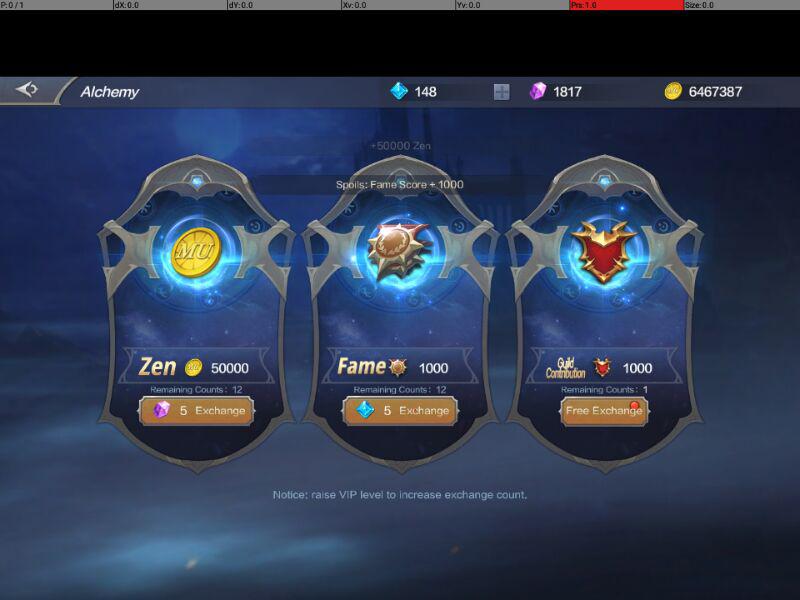 P: 0 / 1 dX: 0.0 dY: 0.0 Xv: 0.0 Yv: 0.0 Prs: 1.0 Size: 0.0
Alchemy 148 1817 6467387
+50000 Zen
Spoils: Fame Score + 1000
MU
Zen 50000
Remaining Counts: 12
5 Exchange
Fame 1000
Remaining Counts: 12
5 Exchange
Guild
Contribution 1000
Remaining Counts: 1
Free Exchange
Notice: raise VIP level to increase exchange count.